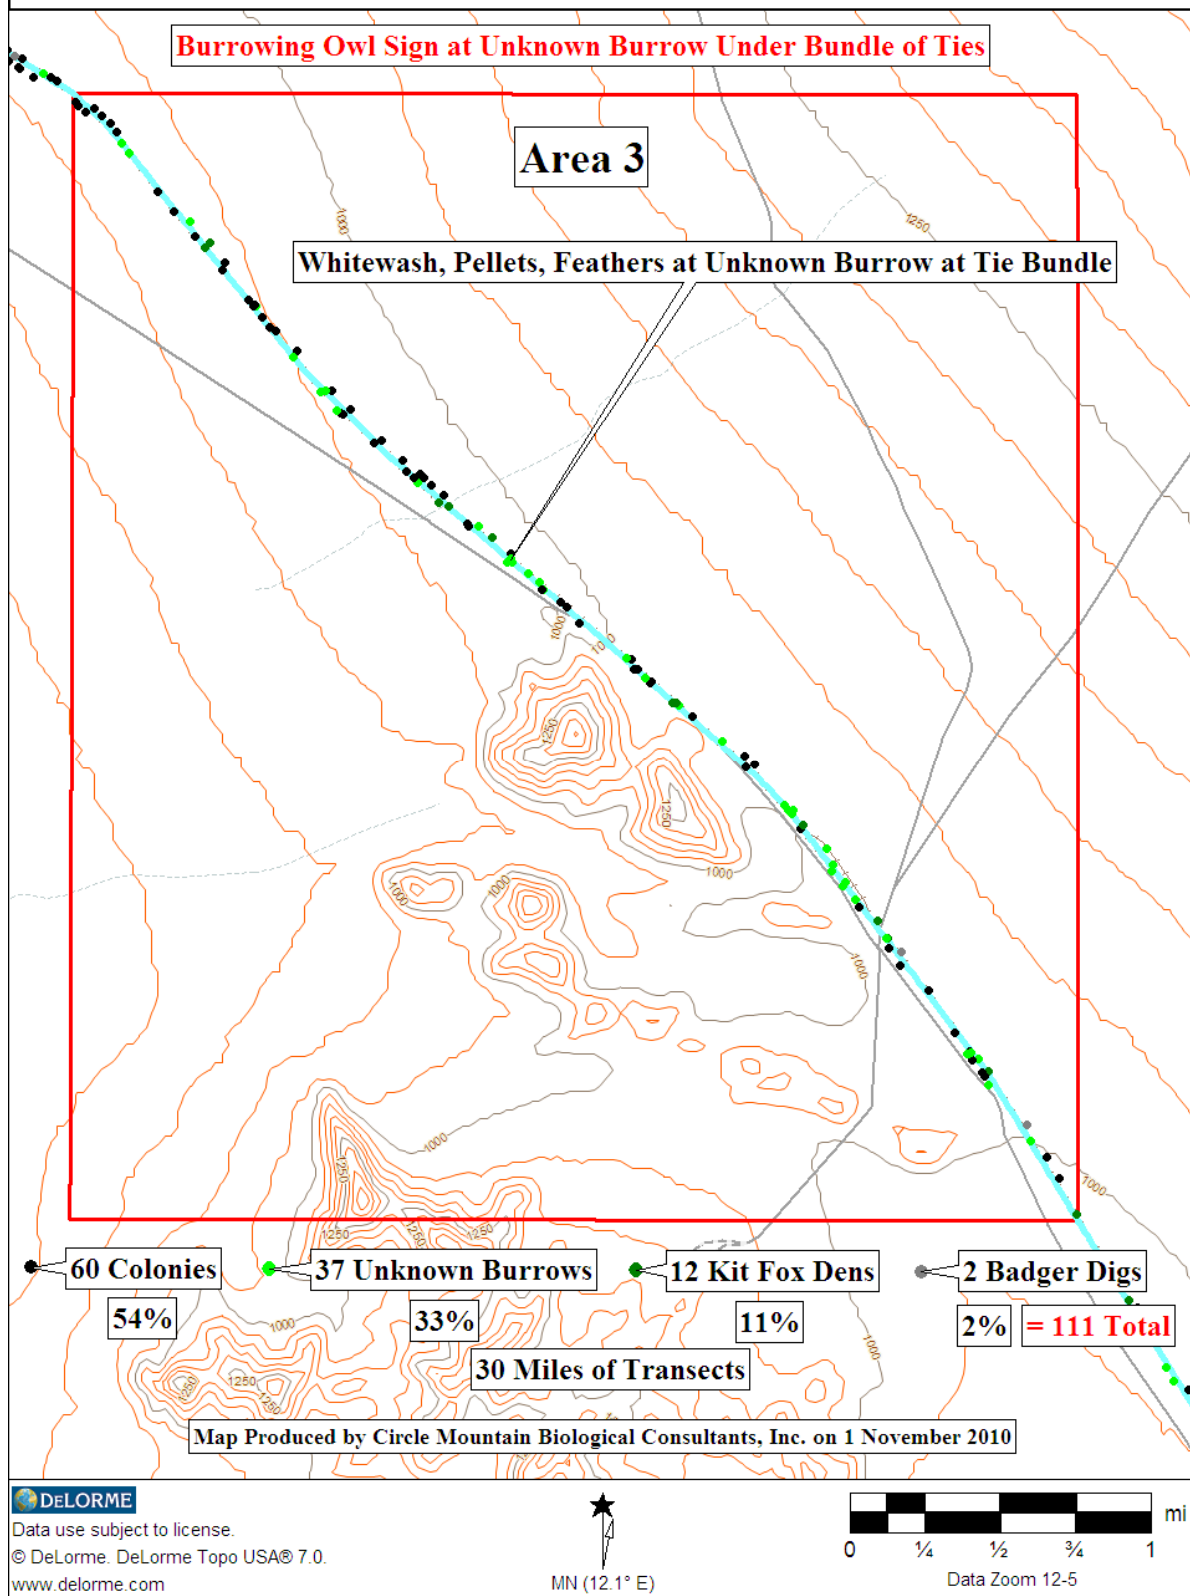 Burrowing Owl Sign at Unknown Burrow Under Bundle of Ties
Area 3
1000
1250
Whitewash, Pellets, Feathers at Unknown Burrow at Tie Bundle
1000
1250
1250
1000
1000
1000
1000
1000
1250
1000
1250
1250
60 Colonies
37 Unknown Burrows
12 Kit Fox Dens
2 Badger Digs
54%
33%
11%
2%
= 111 Total
1000
1000
30 Miles of Transects
1250
1250
1250
Map Produced by Circle Mountain Biological Consultants, Inc. on 1 November 2010
DELORME
Data use subject to license.
© DeLorme. DeLorme Topo USA® 7.0.
www.delorme.com
MN (12.1° E)
mi
0 ¼ ½ ¾ 1
Data Zoom 12-5